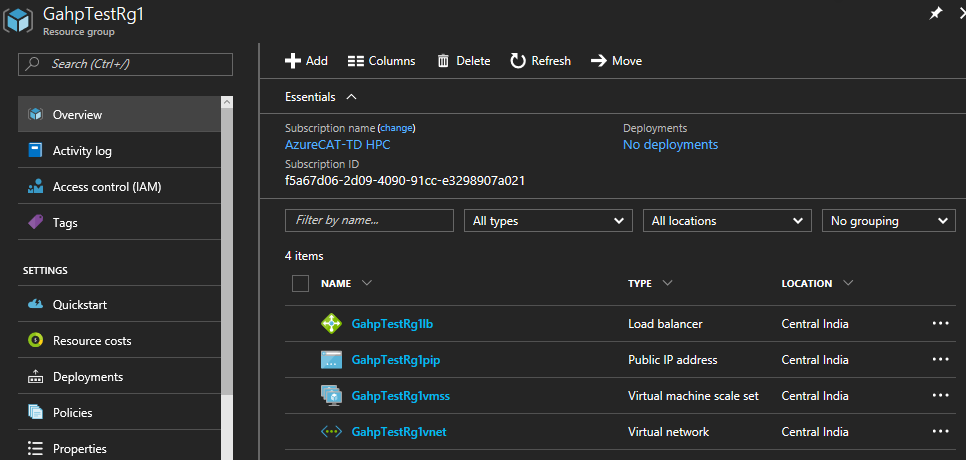 GahpTestRg1
Resource group
Search (Ctrl+/)
Overview
Activity log
Access control (IAM)
Tags
SETTINGS
Quickstart
Resource costs
Deployments
Policies
Properties
Add Columns Delete Refresh Move
Essentials
Subscription name (change) Deployments
AzureCAT-TD HPC No deployments
Subscription ID
f5a67d06-2d09-4090-91cc-e3298907a021
Filter by name... All types All locations No grouping
4 items
NAME TYPE LOCATION
GahpTestRg1lb Load balancer Central India
GahpTestRg1pip Public IP address Central India
GahpTestRg1vmss Virtual machine scale set Central India
GahpTestRg1vnet Virtual network Central India